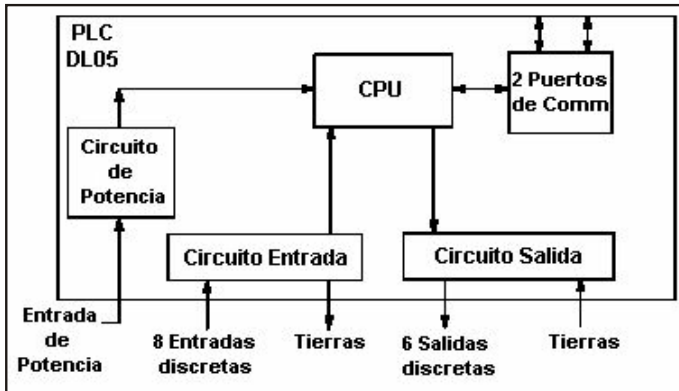 PLC
DL05
CPU
2 Puertos
de Comm
Circuito
de
Potencia
Circuito Entrada
Circuito Salida
Entrada
de
Potencia
8 Entradas
discretas
Tierras
6 Salidas
discretas
Tierras